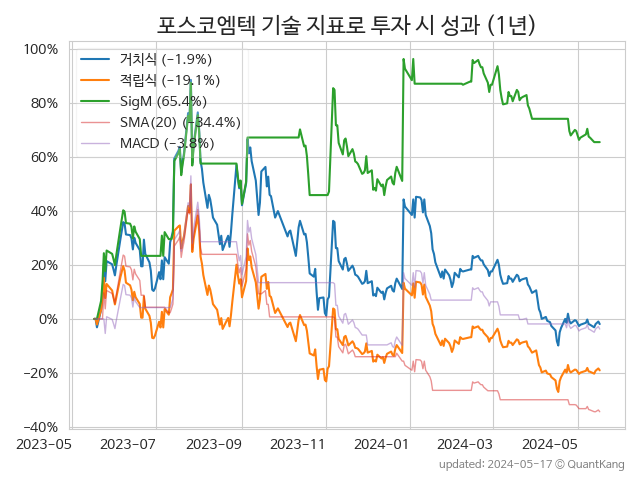 포스코엠텍 기술 지표로 투자 시 성과 (1년)
100%
80%
60%
40%
20%
0%
−20%
−40%
거치식 (−1.9%)
적립식 (−19.1%)
SigM (65.4%)
SMA(20) (−34.4%)
MACD (−3.8%)
2023-05
2023-07
2023-09
2023-11
2024-01
2024-03
2024-05
updated: 2024-05-17 © QuantKang